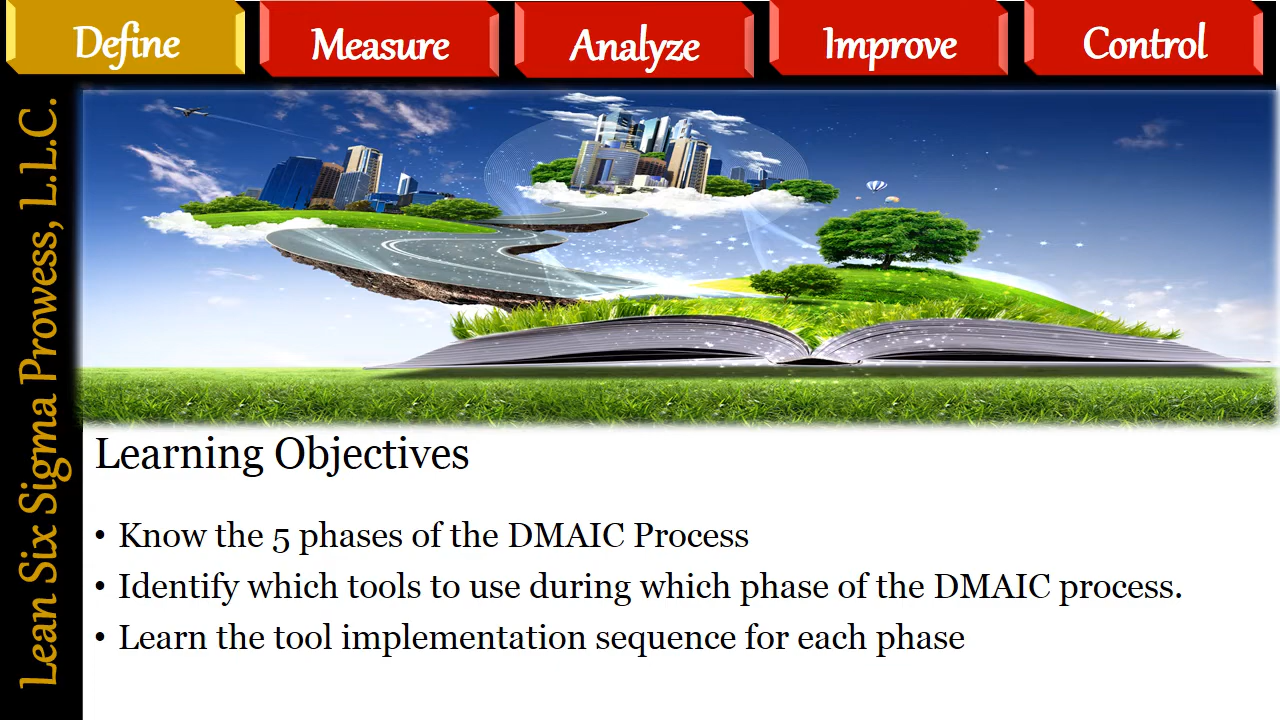 Define
Measure
Analyze
Improve
Control
Lean Six Sigma Prowess, L.L.C.
Learning Objectives
• Know the 5 phases of the DMAIC Process
• Identify which tools to use during which phase of the DMAIC process.
• Learn the tool implementation sequence for each phase